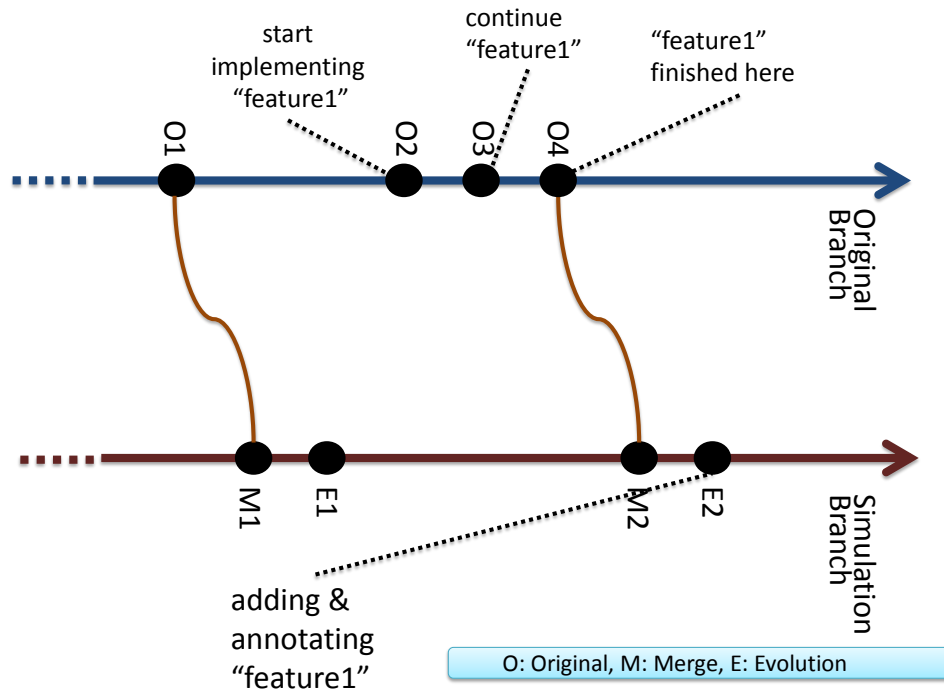 start
implementing
“feature1”
continue
“feature1”
“feature1”
finished here
O1
O2
O3
O4
Original
Branch
M1
E1
M2
E2
Simulation
Branch
adding &
annotating
“feature1”
O: Original, M: Merge, E: Evolution